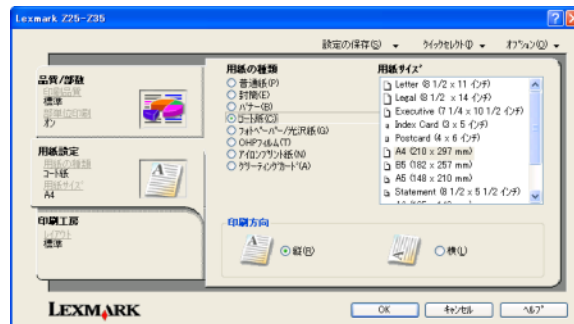 Lexmark Z25-Z35
設定の保存(S) クイックセレクト(I) オプション(O)
品質/部数
印刷品質
標準
部単位印刷
オン
用紙設定
用紙の種類
コート紙
用紙サイズ
A4
印刷工房
レイアウト
標準
用紙の種類
普通紙(P)
封筒(E)
バナー(B)
コート紙(C)
フォトペーパー/光沢紙(G)
OHPフィルム(T)
アイロンプリント紙(N)
グリーティングカード(A)
用紙サイズ
Letter (8 1/2 x 11 インチ)
Legal (8 1/2 x 14 インチ)
Executive (7 1/4 x 10 1/2 インチ)
Index Card (3 x 5 インチ)
Postcard (4 x 6 インチ)
A4 (210 x 297 mm)
B5 (182 x 257 mm)
A5 (148 x 210 mm)
Statement (8 1/2 x 5 1/2 インチ)
印刷方向
縦(R)
横(L)
LEXMARK
OK キャンセル ヘルプ